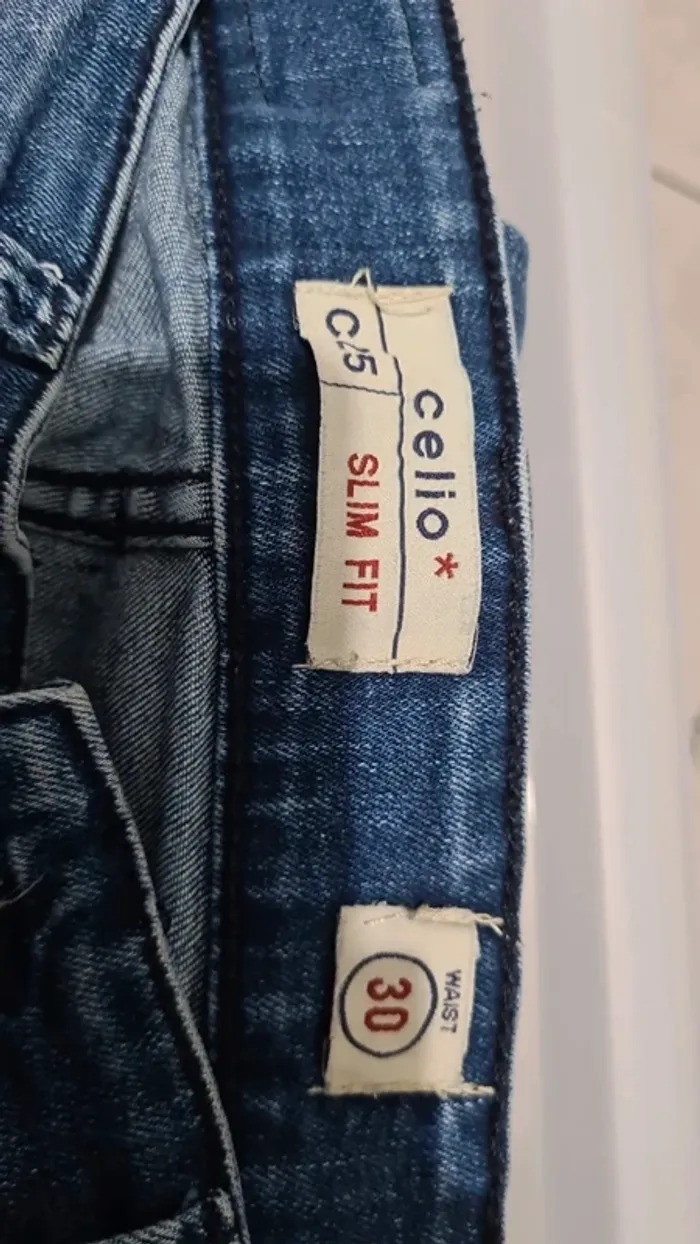 celio*
C25
SLIM FIT
WAIST
30